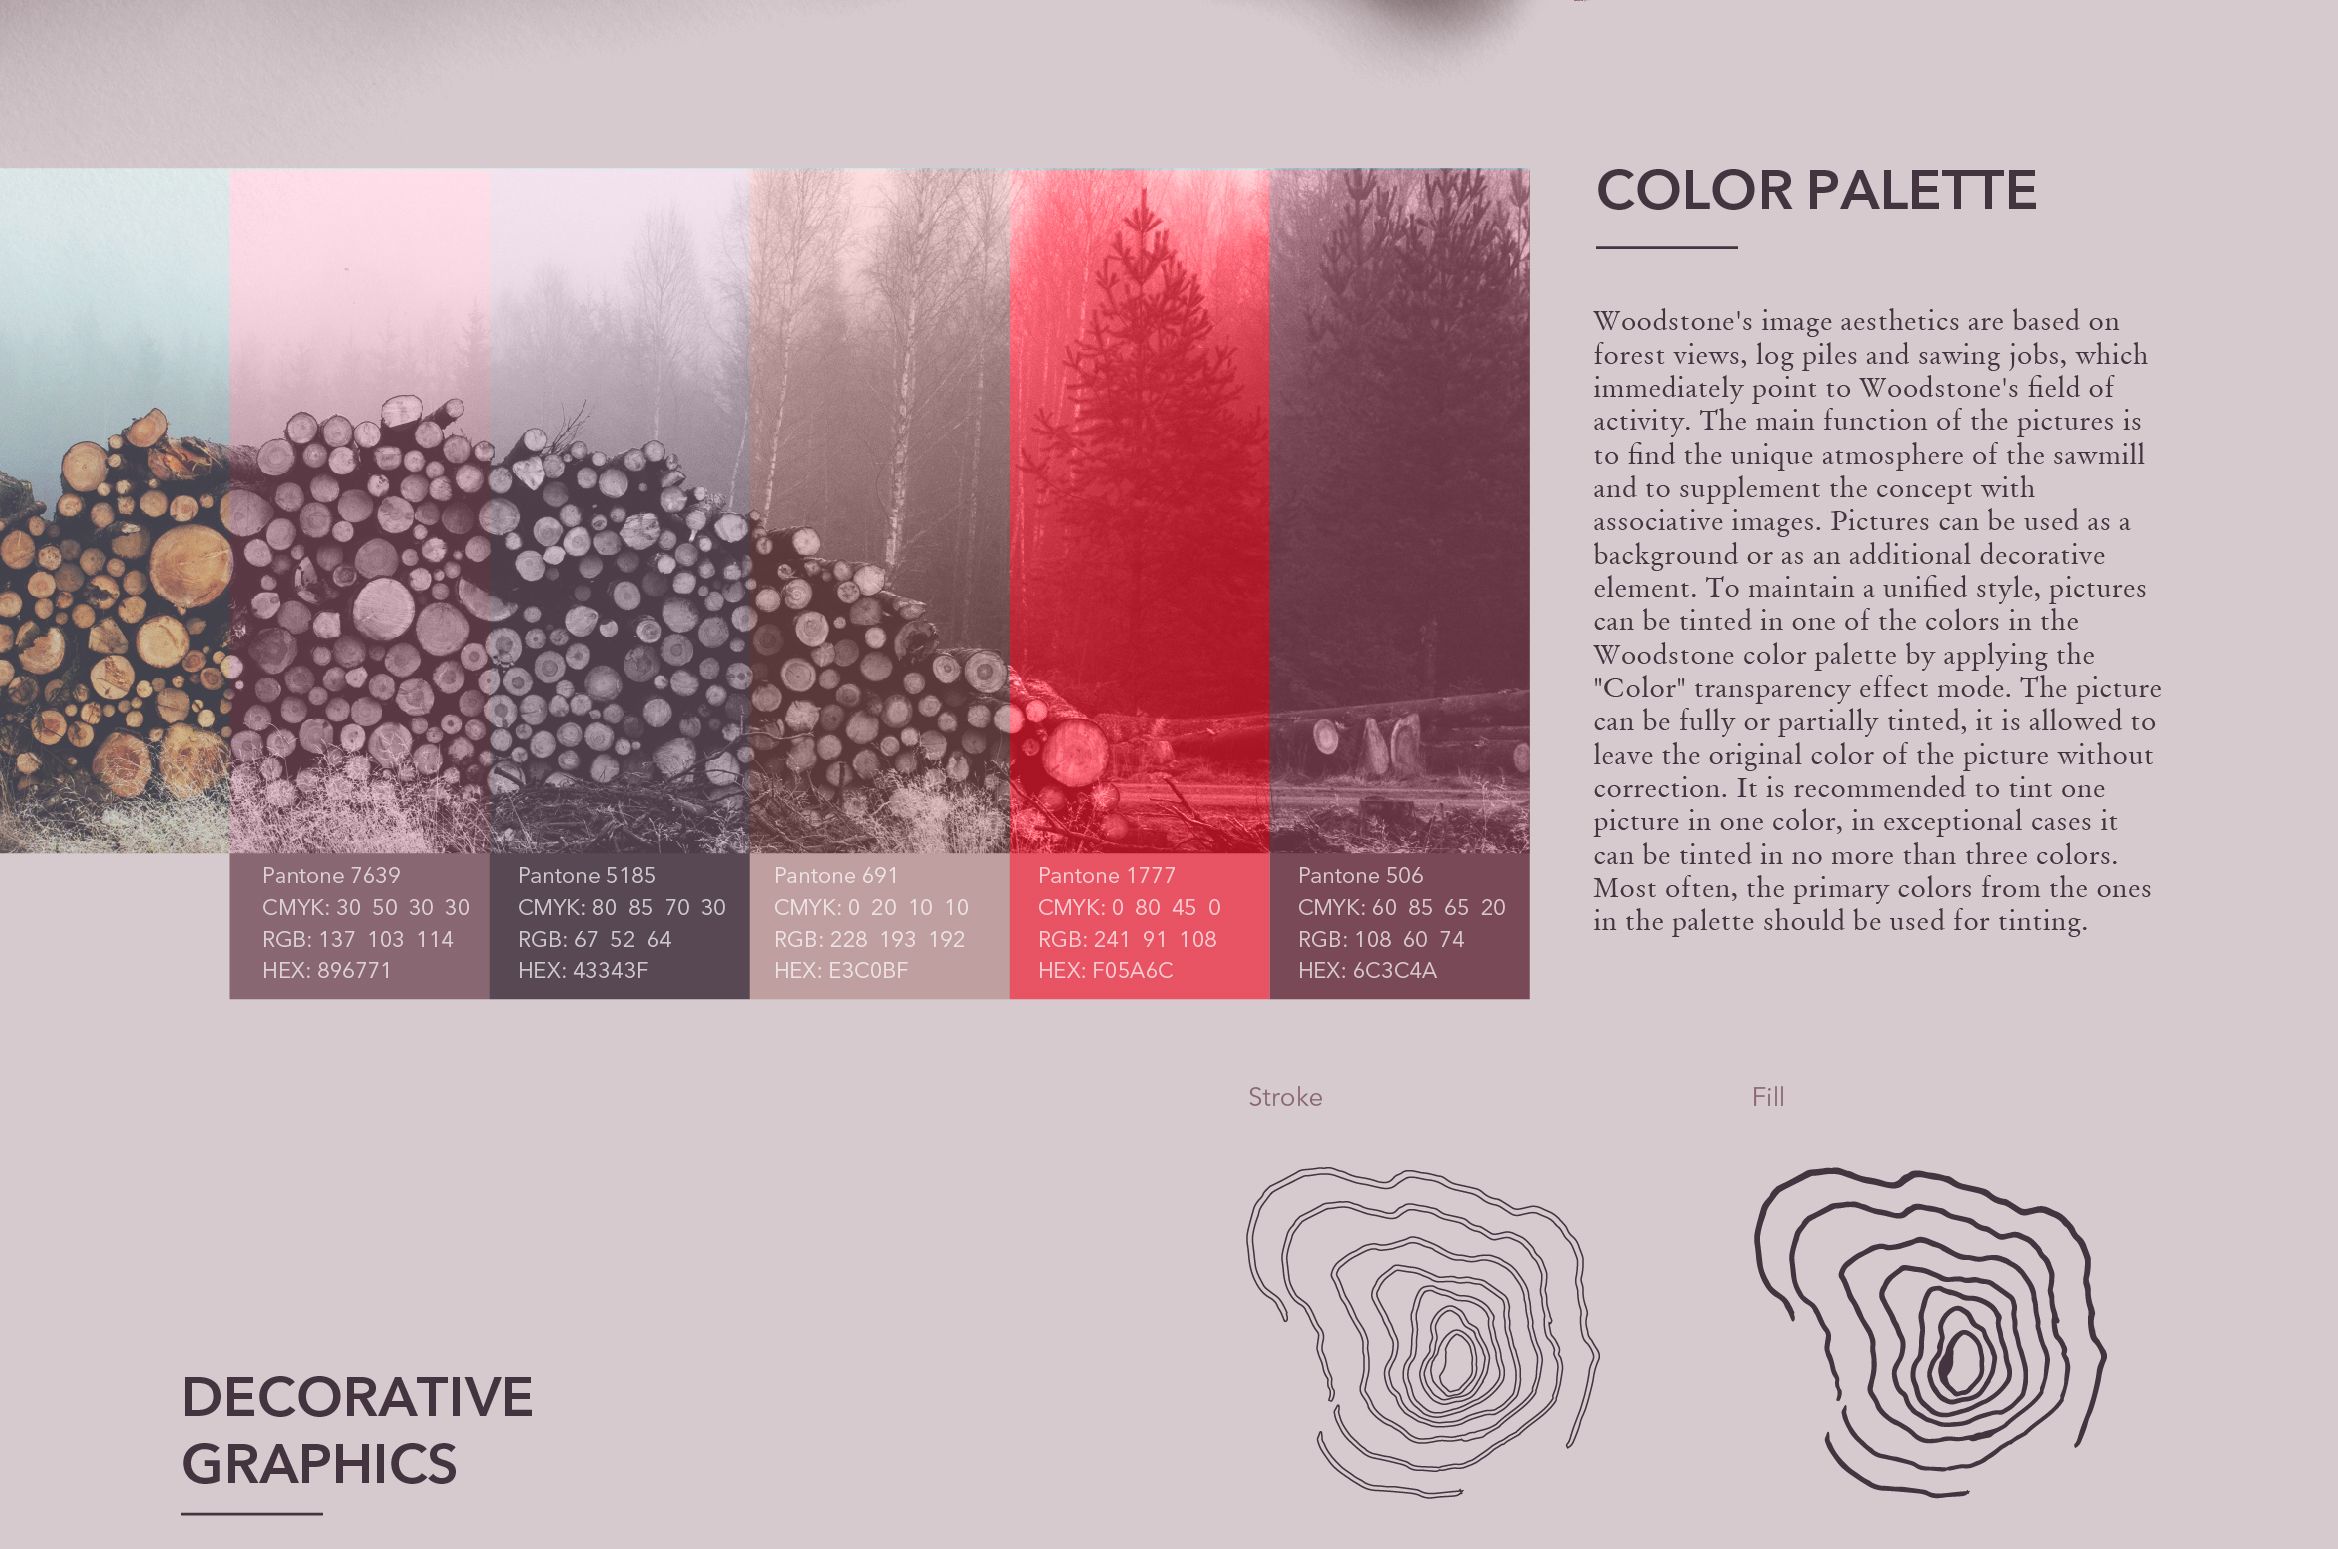 COLOR PALETTE
Woodstone's image aesthetics are based on
forest views, log piles and sawing jobs, which
immediately point to Woodstone's field of
activity. The main function of the pictures is
to find the unique atmosphere of the sawmill
and to supplement the concept with
associative images. Pictures can be used as a
background or as an additional decorative
element. To maintain a unified style, pictures
can be tinted in one of the colors in the
Woodstone color palette by applying the
"Color" transparency effect mode. The picture
can be fully or partially tinted, it is allowed to
leave the original color of the picture without
correction. It is recommended to tint one
picture in one color, in exceptional cases it
can be tinted in no more than three colors.
Most often, the primary colors from the ones
in the palette should be used for tinting.
Pantone 7639
CMYK: 30 50 30 30
RGB: 137 103 114
HEX: 896771
Pantone 5185
CMYK: 80 85 70 30
RGB: 67 52 64
HEX: 43343F
Pantone 691
CMYK: 0 20 10 10
RGB: 228 193 192
HEX: E3C0BF
Pantone 1777
CMYK: 0 80 45 0
RGB: 241 91 108
HEX: F05A6C
Pantone 506
CMYK: 60 85 65 20
RGB: 108 60 74
HEX: 6C3C4A
Stroke
Fill
DECORATIVE
GRAPHICS